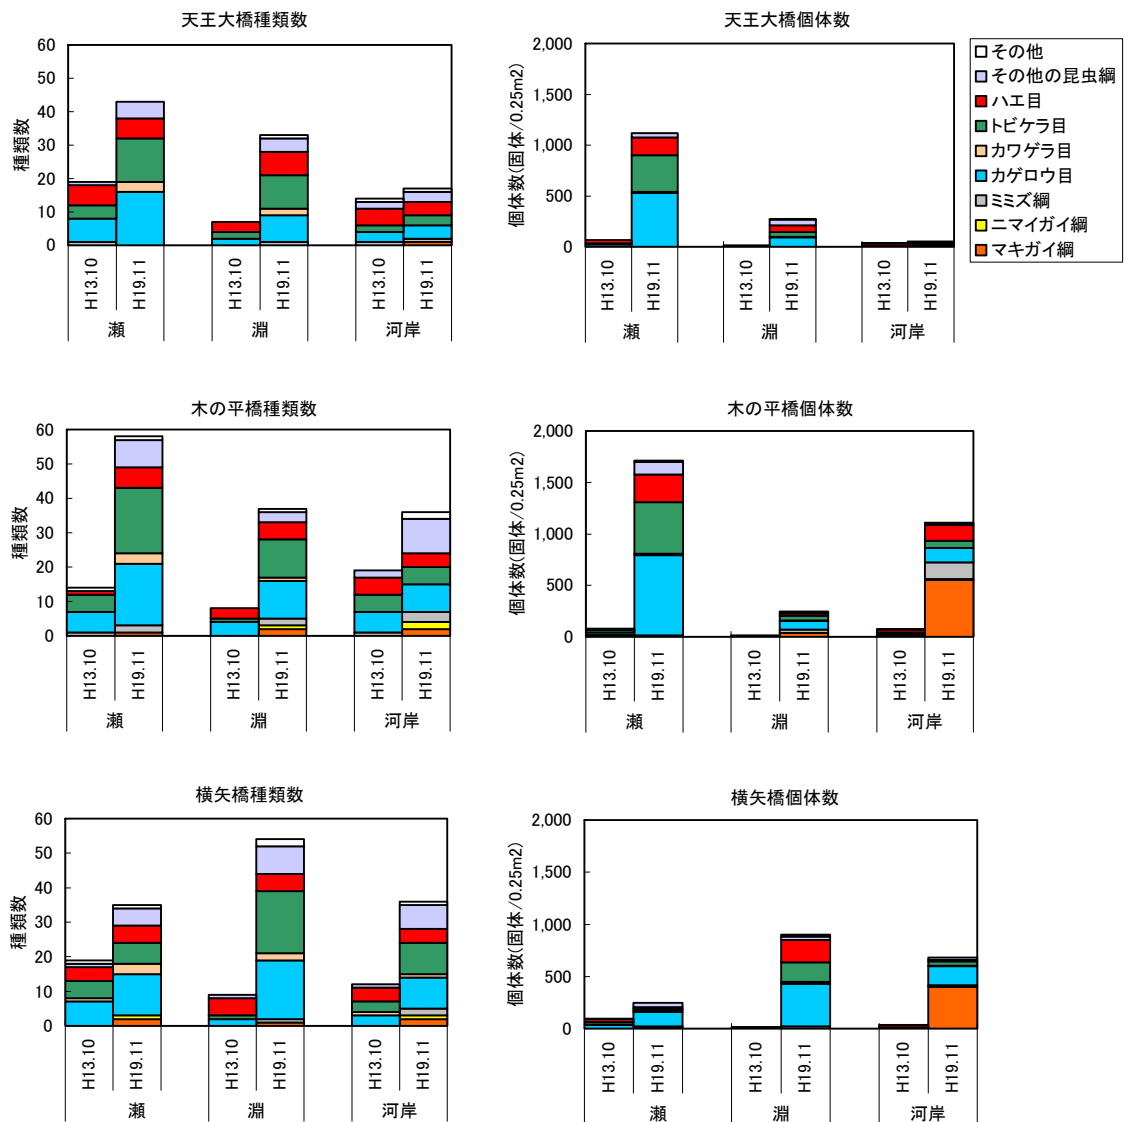 天王大橋種類数
60
50
40
30
20
10
0
種類数
H13.10
H19.11
H13.10
H19.11
H13.10
H19.11
瀬
淵
河岸
天王大橋個体数
2,000
1,500
1,000
500
0
個体数(固体/0.25m2)
H13.10
H19.11
H13.10
H19.11
H13.10
H19.11
瀬
淵
河岸
その他
その他の昆虫綱
ハエ目
トビケラ目
カワゲラ目
カゲロウ目
ミミズ綱
ニマイガイ綱
マキガイ綱
木の平橋種類数
60
50
40
30
20
10
0
種類数
H13.10
H19.11
H13.10
H19.11
H13.10
H19.11
瀬
淵
河岸
木の平橋個体数
2,000
1,500
1,000
500
0
個体数(固体/0.25m2)
H13.10
H19.11
H13.10
H19.11
H13.10
H19.11
瀬
淵
河岸
横矢橋種類数
60
50
40
30
20
10
0
種類数
H13.10
H19.11
H13.10
H19.11
H13.10
H19.11
瀬
淵
河岸
横矢橋個体数
2,000
1,500
1,000
500
0
個体数(固体/0.25m2)
H13.10
H19.11
H13.10
H19.11
H13.10
H19.11
瀬
淵
河岸